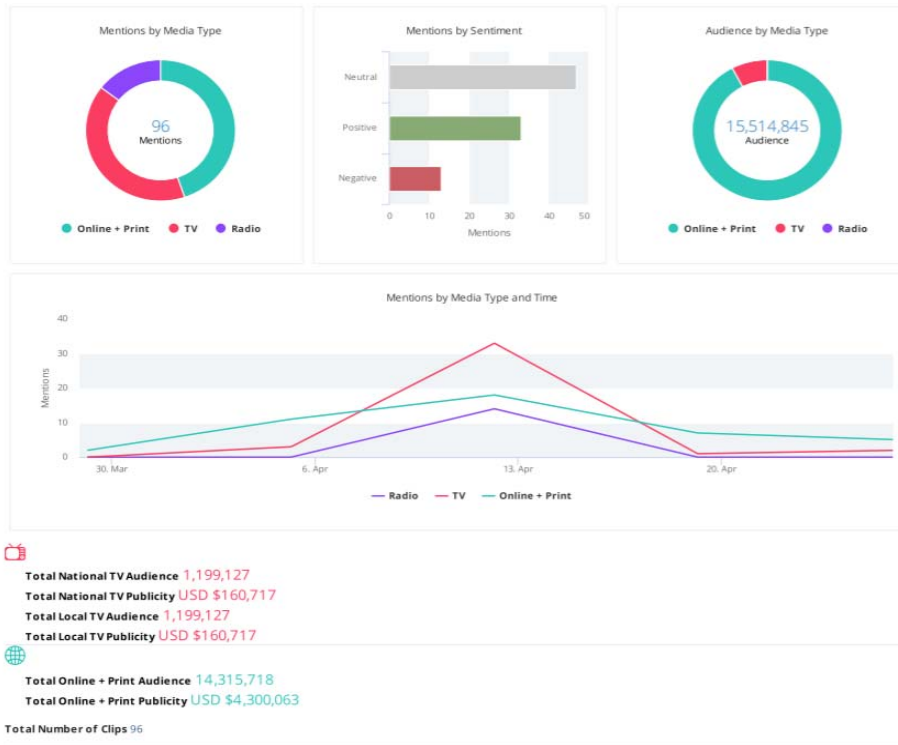 Mentions by Media Type
96
Mentions
Online + Print TV Radio
Mentions by Sentiment
Neutral
Positive
Negative
0 10 20 30 40 50
Mentions
Audience by Media Type
15,514,845
Audience
Online + Print TV Radio
Mentions by Media Type and Time
40
30
20
10
0
Mentions
30. Mar 6. Apr 13. Apr 20. Apr
Radio TV Online + Print
Total National TV Audience 1,199,127
Total National TV Publicity USD $160,717
Total Local TV Audience 1,199,127
Total Local TV Publicity USD $160,717
Total Online + Print Audience 14,315,718
Total Online + Print Publicity USD $4,300,063
Total Number of Clips 96